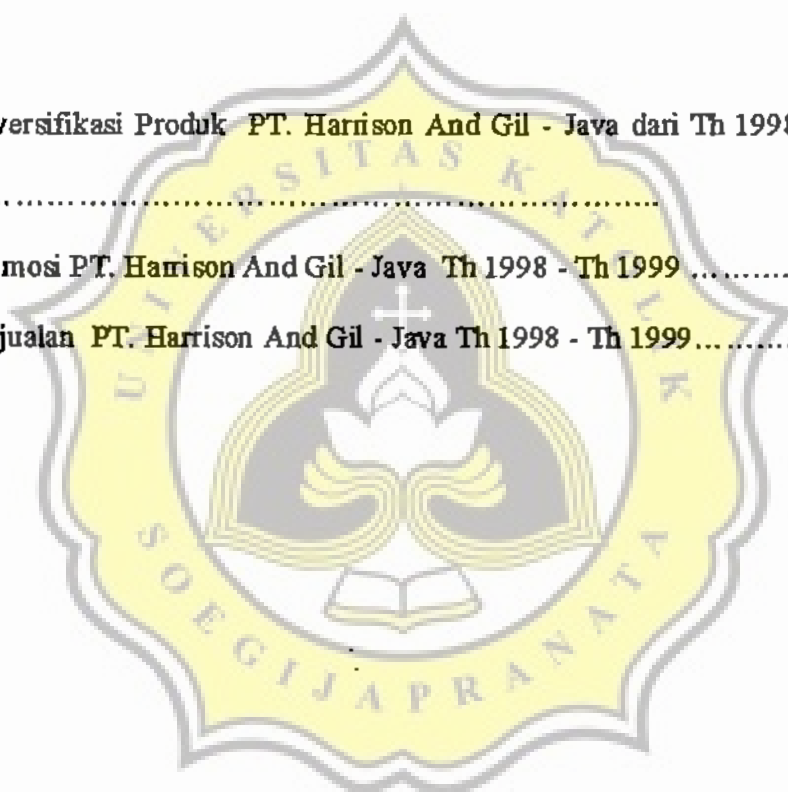 versifikasi Produk PT. Harrison And Gil - Java dari Th 1998
..............................................................
mosi PT. Harrison And Gil - Java Th 1998 - Th 1999 ..........
jualan PT. Harrison And Gil - Java Th 1998 - Th 1999..........
UNIVERSITAS KATOLIK
SOEGIJAPRANATA